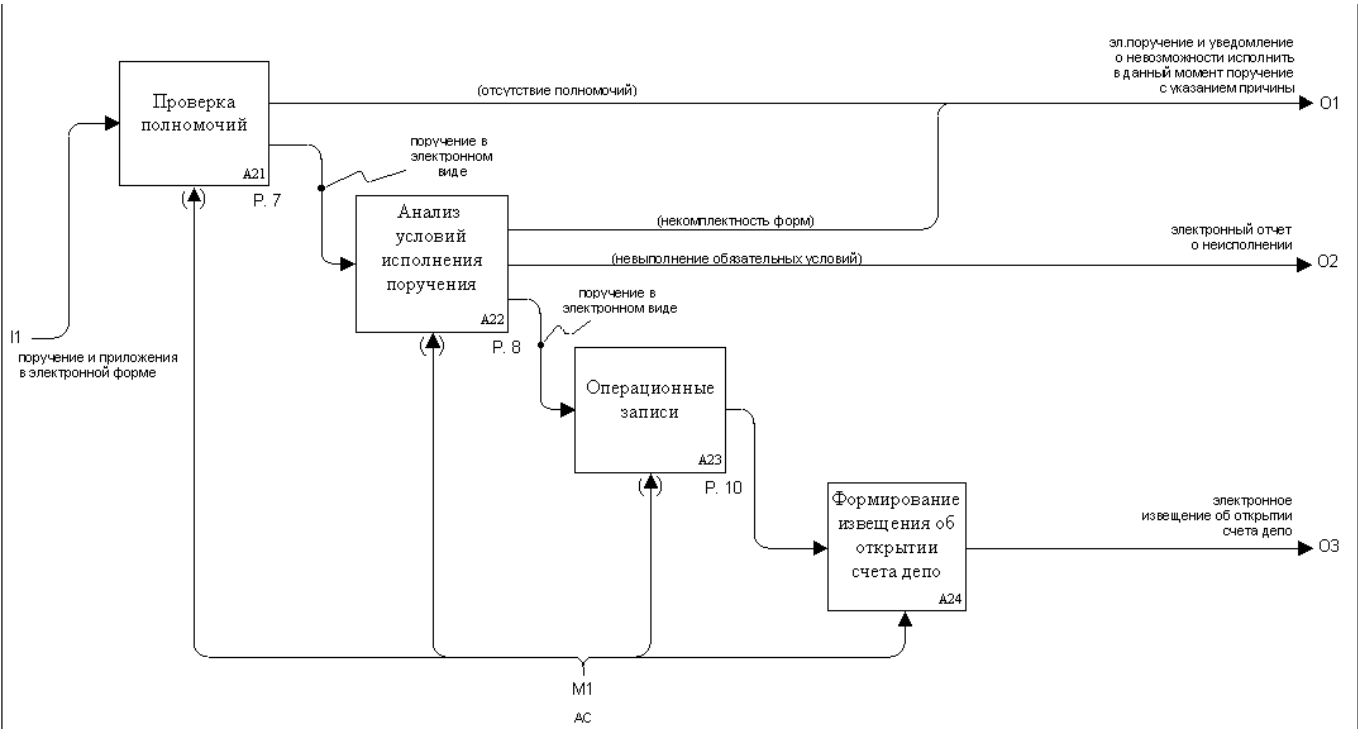 эл.поручение и уведомление
о невозможности исполнить
в данный момент поручение
с указанием причины
O1
(отсутствие полномочий)
Проверка
полномочий
A21
P. 7
поручение в
электронном
виде
Анализ
условий
исполнения
поручения
A22
P. 8
(некомплектность форм)
электронный отчет
о неисполнении
O2
(невыполнение обязательных условий)
поручение в
электронном виде
I1
поручение и приложения
в электронной форме
Операционные
записи
A23
P. 10
Формирование
извещения об
открытии
счета депо
A24
электронное
извещение об открытии
счета депо
O3
M1
AC